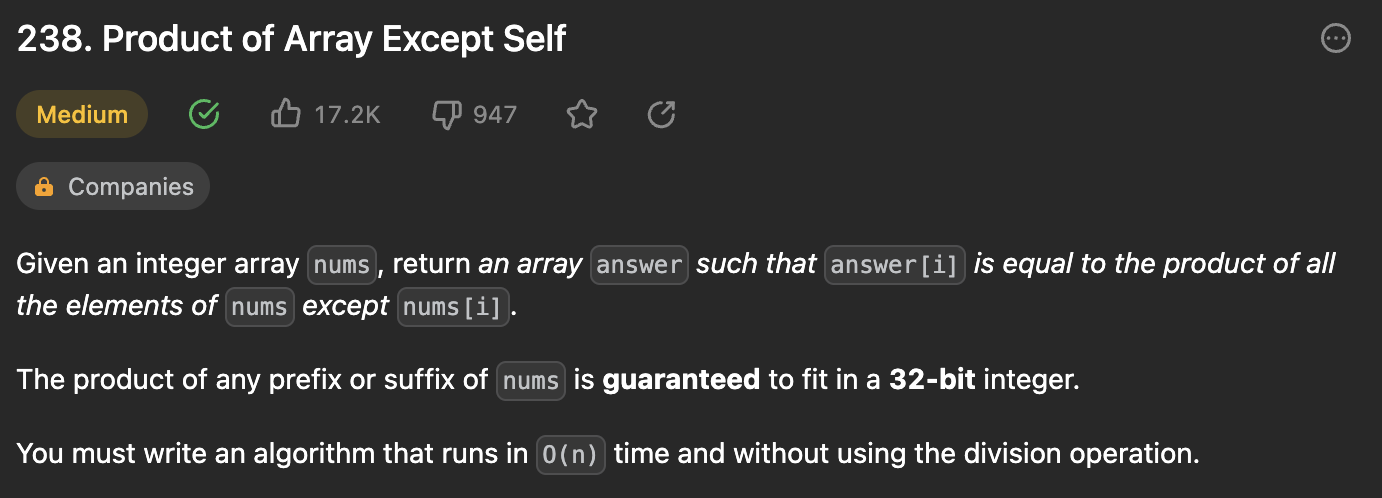 238. Product of Array Except Self
Medium 17.2K 947
Companies
Given an integer array nums, return an array answer such that answer[i] is equal to the product of all
the elements of nums except nums[i].
The product of any prefix or suffix of nums is guaranteed to fit in a 32-bit integer.
You must write an algorithm that runs in O(n) time and without using the division operation.